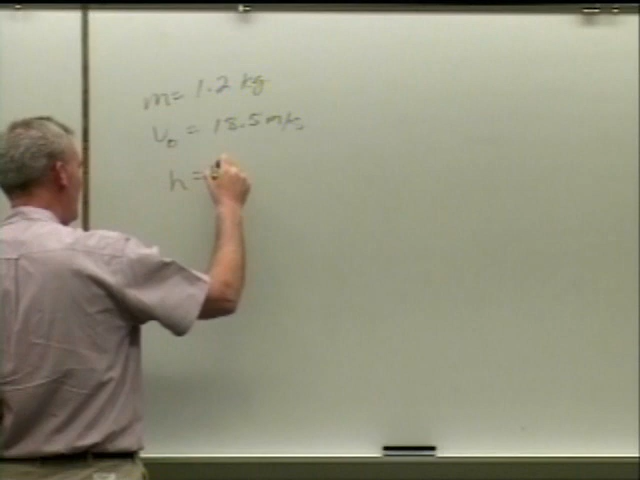 m= 1.2 kg
v₀ = 18.5 m/s
h =